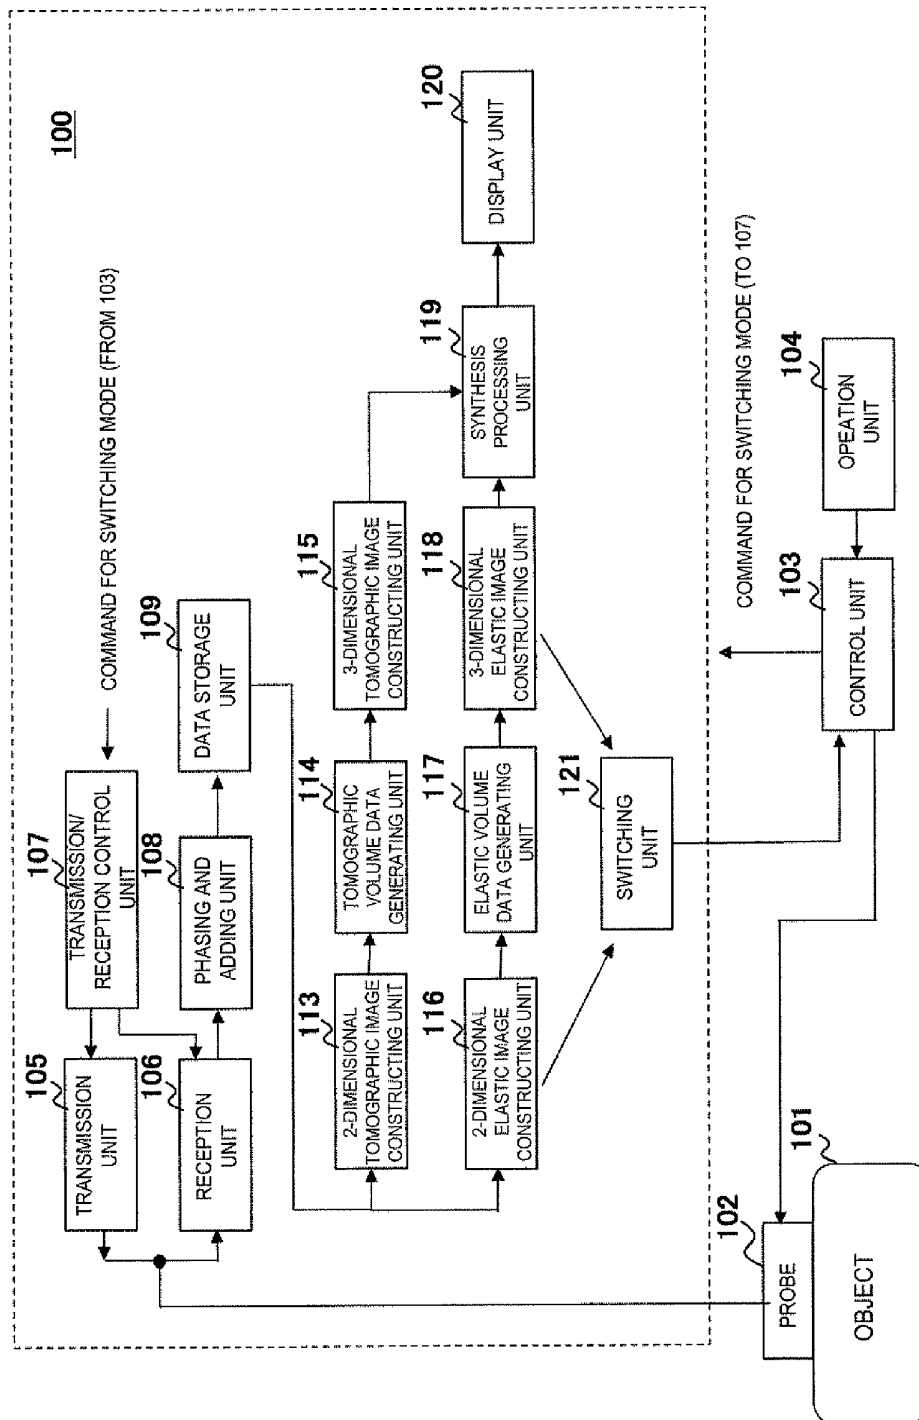 100
COMMAND FOR SWITCHING MODE (FROM 103)
107
TRANSMISSION/
RECEPTION CONTROL
UNIT
105
TRANSMISSION
UNIT
106
RECEPTION
UNIT
108
PHASING AND
ADDING UNIT
109
DATA STORAGE
UNIT
113
2-DIMENSIONAL
TOMOGRAPHIC IMAGE
CONSTRUCTING UNIT
114
TOMOGRAPHIC
VOLUME DATA
GENERATING UNIT
115
3-DIMENSIONAL
TOMOGRAPHIC IMAGE
CONSTRUCTING UNIT
116
2-DIMENSIONAL
ELASTIC IMAGE
CONSTRUCTING UNIT
117
ELASTIC VOLUME
DATA GENERATING
UNIT
118
3-DIMENSIONAL
ELASTIC IMAGE
CONSTRUCTING UNIT
119
SYNTHESIS
PROCESSING
UNIT
120
DISPLAY UNIT
121
SWITCHING
UNIT
COMMAND FOR SWITCHING MODE (TO 107)
102
PROBE
101
OBJECT
103
CONTROL UNIT
104
OPEATION
UNIT